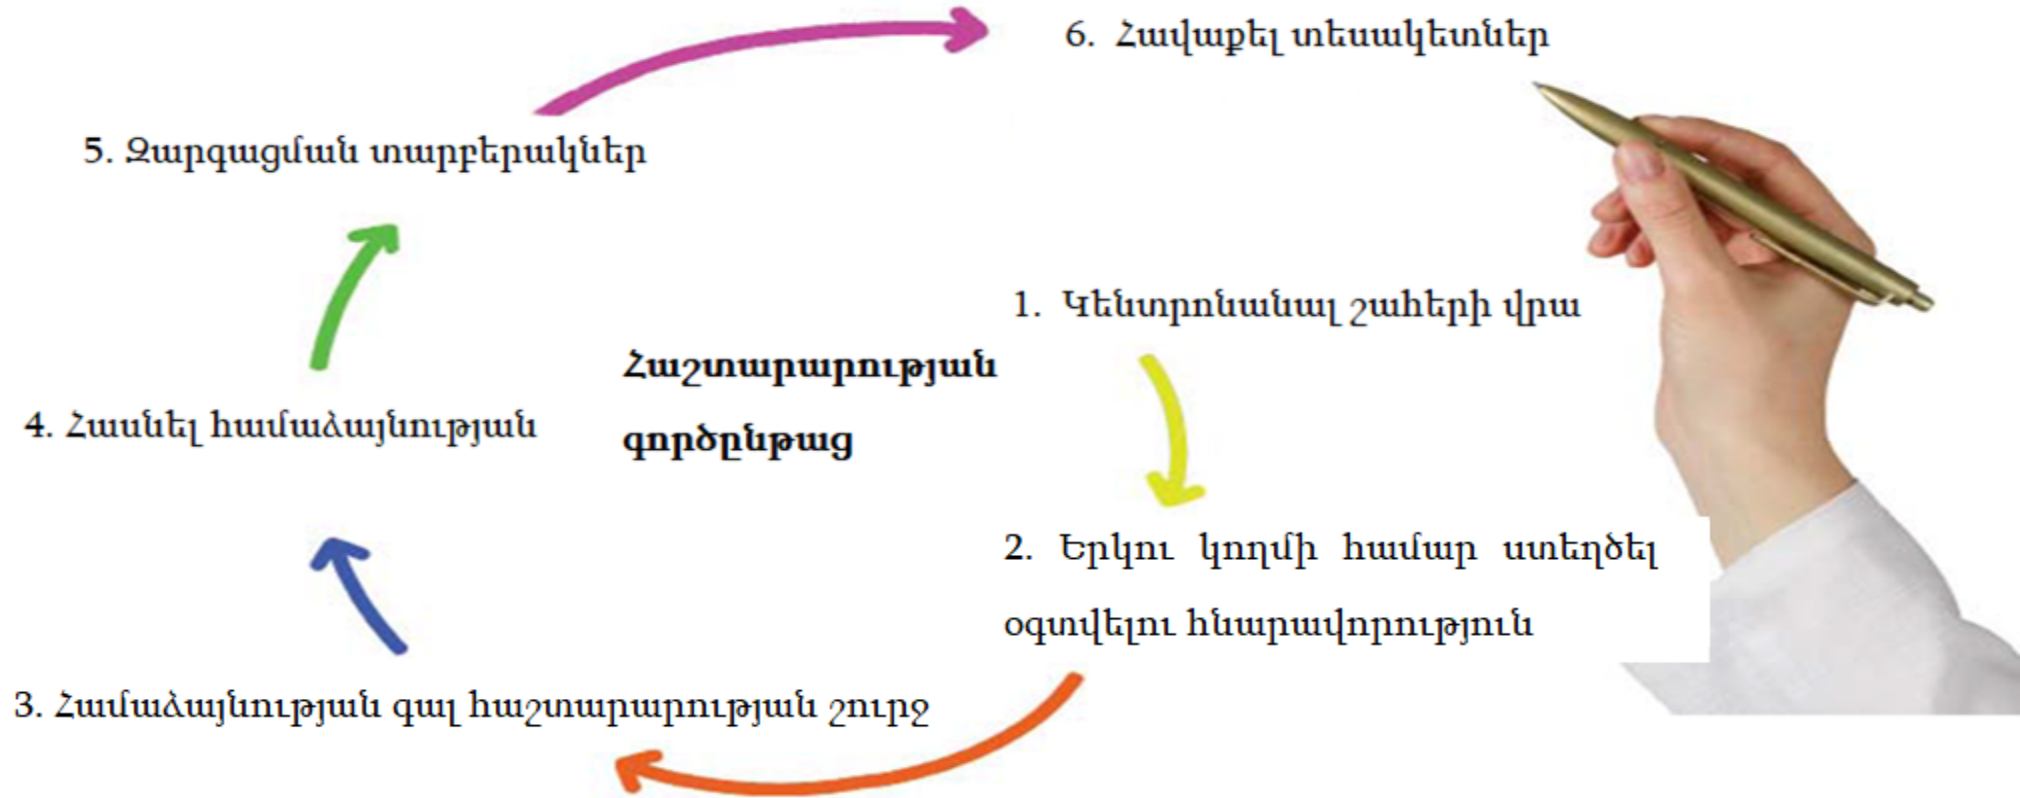 6. Հավաքել տեսակետներ
5. Զարգացման տարբերակներ
1. Կենտրոնանալ շահերի վրա
Հաշտարարության
գործընթաց
4. Հասնել համաձայնության
2. Երկու կողմի համար ստեղծել
օգտվելու հնարավորություն
3. Համաձայնության գալ հաշտարարության շուրջ